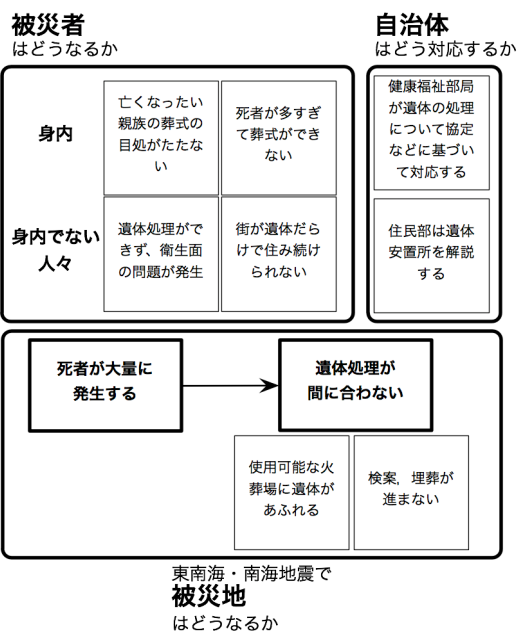 被災者
はどうなるか
自治体
はどう対応するか
身内
亡くなったい
親族の葬式の
目処がたたな
い
死者が多すぎ
て葬式ができ
ない
身内でない
人々
遺体処理がで
きず、衛生面
の問題が発生
街が遺体だら
けで住み続け
られない
健康福祉部局
が遺体の処理
について協定
などに基づい
て対応する
住民部は遺体
安置所を解説
する
死者が大量に
発生する
遺体処理が
間に合わない
使用可能な火
葬場に遺体が
あふれる
検案，埋葬が
進まない
東南海・南海地震で
被災地
はどうなるか